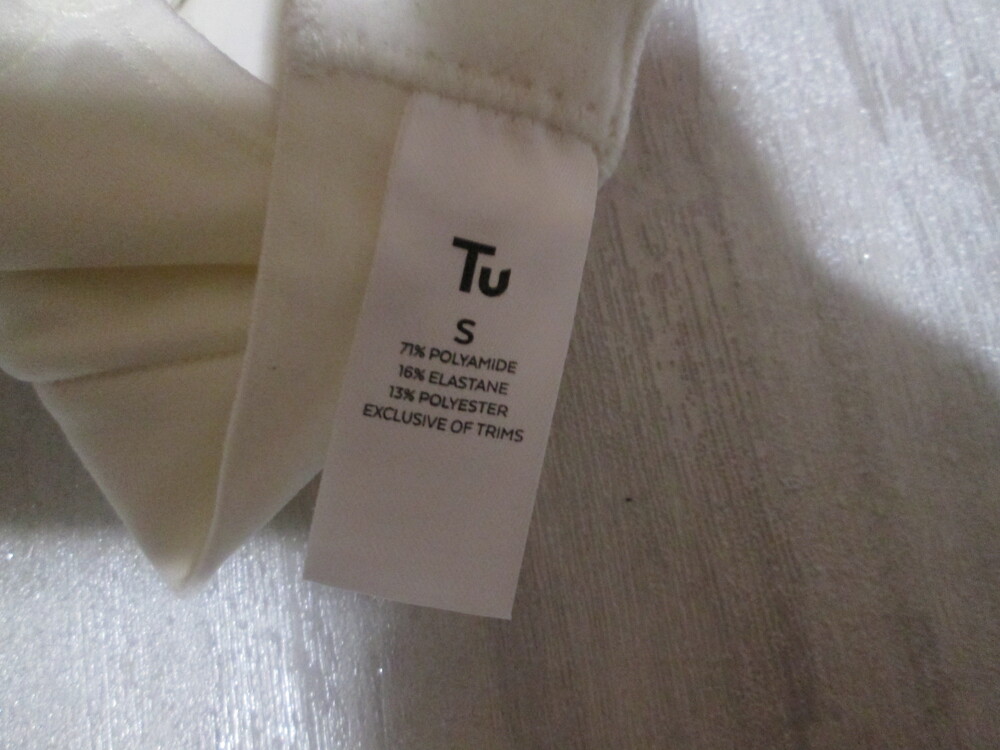 Tu
S
71% POLYAMIDE
16% ELASTANE
13% POLYESTER
EXCLUSIVE OF TRIMS